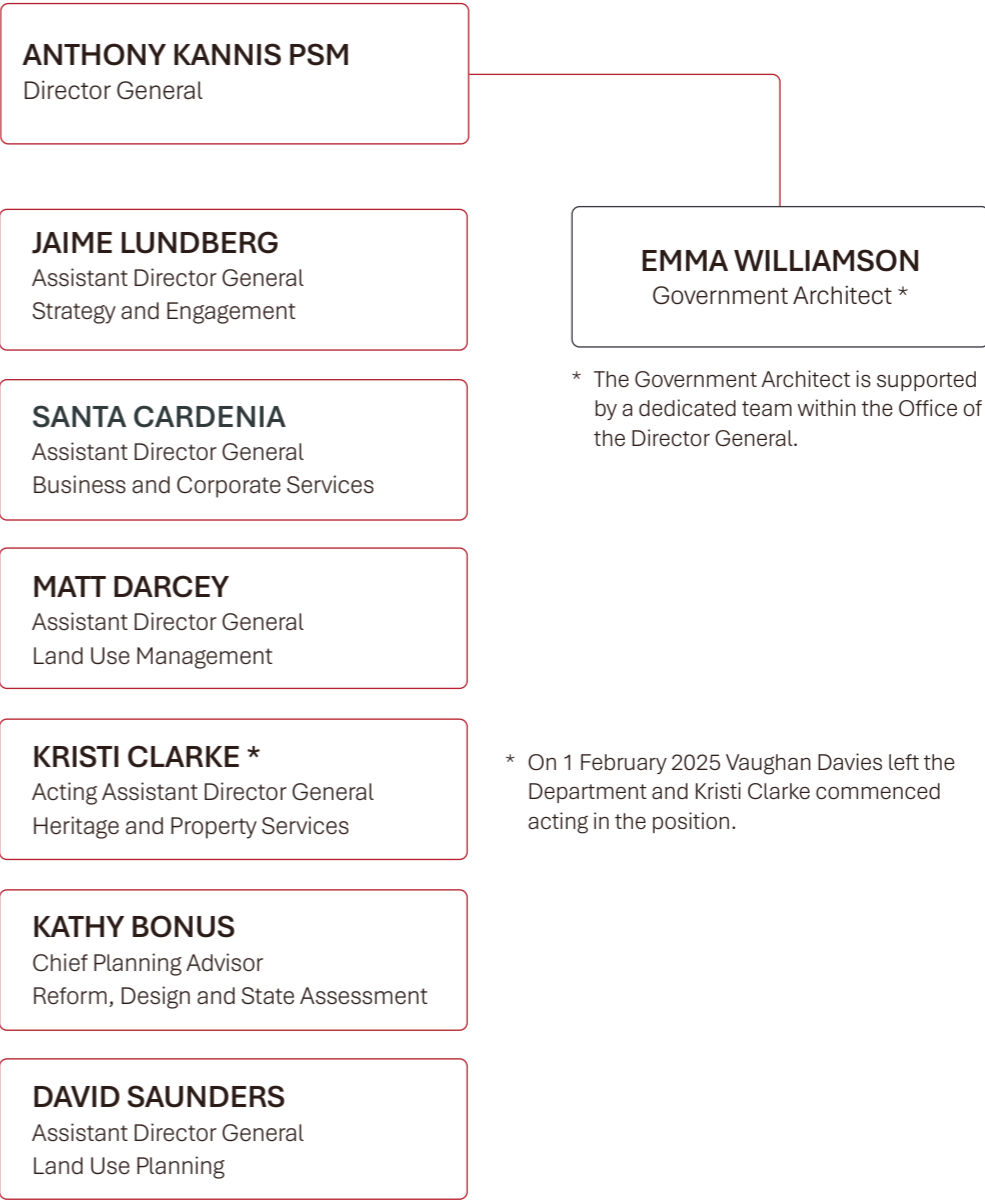 ANTHONY KANNIS PSM
Director General
JAIME LUNDBERG
Assistant Director General
Strategy and Engagement
EMMA WILLIAMSON
Government Architect *
* The Government Architect is supported
by a dedicated team within the Office of
the Director General.
SANTA CARDENIA
Assistant Director General
Business and Corporate Services
MATT DARCEY
Assistant Director General
Land Use Management
KRISTI CLARKE *
Acting Assistant Director General
Heritage and Property Services
* On 1 February 2025 Vaughan Davies left the
Department and Kristi Clarke commenced
acting in the position.
KATHY BONUS
Chief Planning Advisor
Reform, Design and State Assessment
DAVID SAUNDERS
Assistant Director General
Land Use Planning